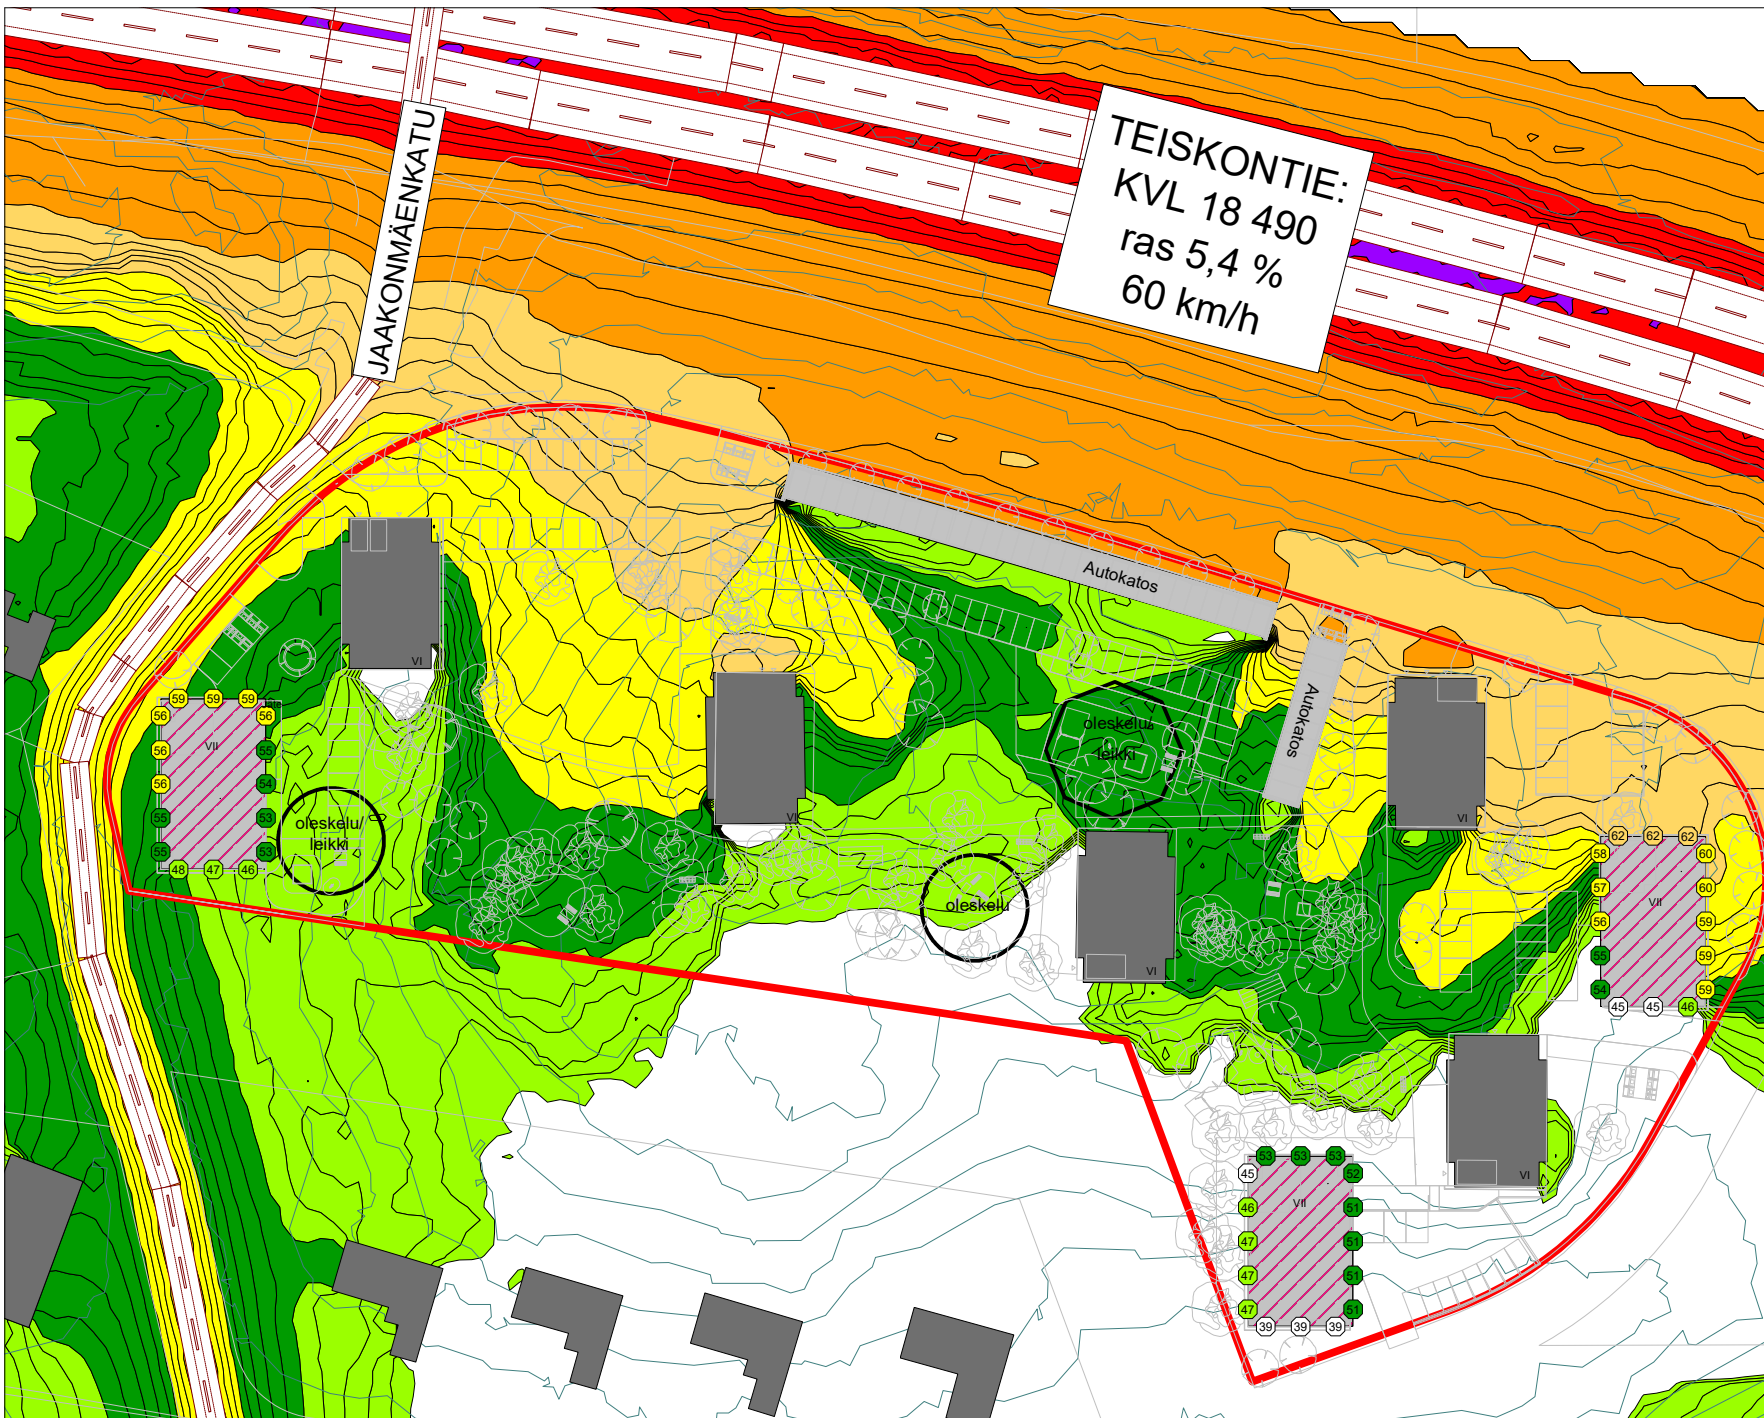 JAAKONMÄENKATU
TEISKONTIE:
KVL 18 490
ras 5,4 %
60 km/h
Autokatos
Autokatos
VI
VI
VI
VI
VI
oleskelu/
leikki
oleskelu
oleskelu/
leikki
59 59 59
56 56
56 55
56 54
55 53
55 53
48 47 46
VII
62 62 62
58 60
57 60
56 59
55 59
54 59
45 45 46
VII
53 53 53
45 52
46 51
47 51
47 51
47 51
39 39 39
VII